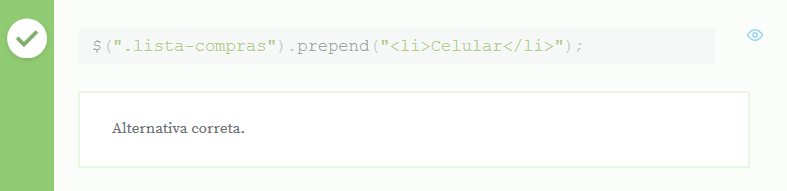 $(".lista-compras").prepend("<li>Celular</li>");
Alternativa correta.